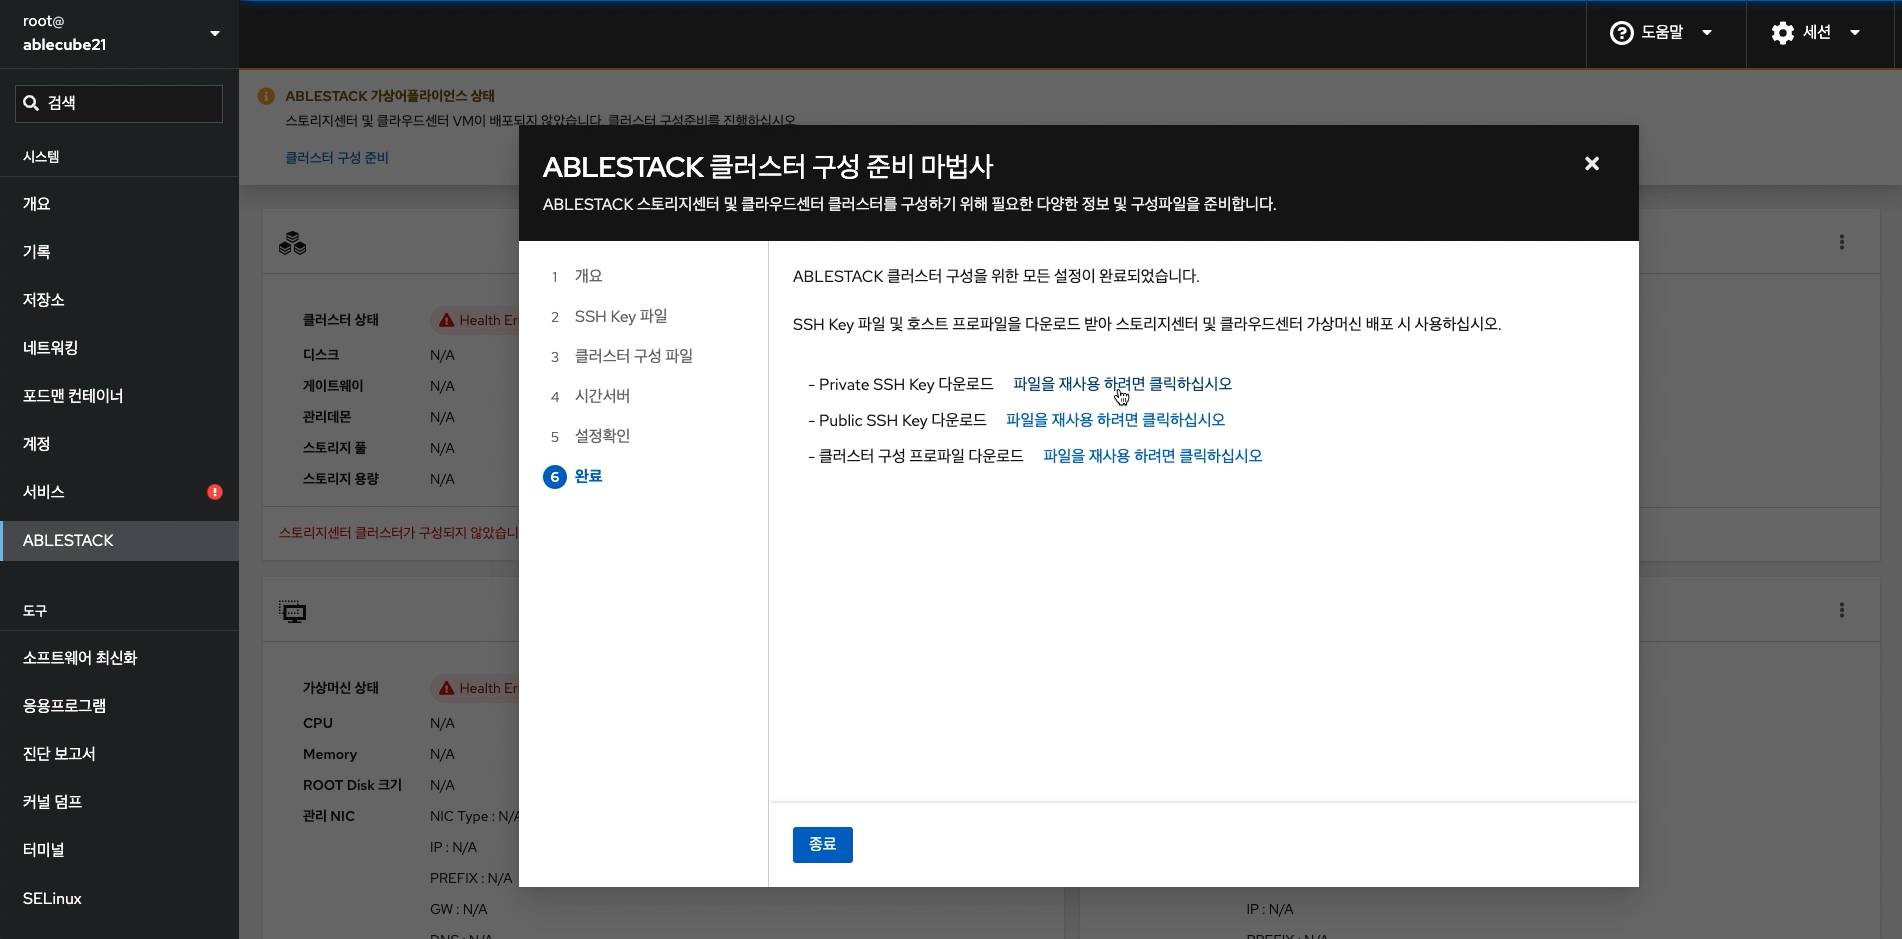 root@
ablecube21
도움말
세션
검색
시스템
개요
기록
저장소
네트워킹
포드맨 컨테이너
계정
서비스
ABLESTACK
도구
소프트웨어 최신화
응용프로그램
진단 보고서
커널 덤프
터미널
SELinux
ABLESTACK 가상어플라이언스 상태
스토리지센터 및 클라우드센터 VM이 배포되지 않았습니다. 클러스터 구성준비를 진행하십시오.
클러스터 구성 준비
클러스터 상태 Health Er
디스크 N/A
게이트웨이 N/A
관리데몬 N/A
스토리지 풀 N/A
스토리지 용량 N/A
스토리지센터 클러스터가 구성되지 않았습니
가상머신 상태 Health Er
CPU N/A
Memory N/A
ROOT Disk 크기 N/A
관리 NIC NIC Type : N/A
IP : N/A
PREFIX : N/A
GW : N/A
DNS : N/A
IP : N/A
PREFIX : N/A
ABLESTACK 클러스터 구성 준비 마법사
ABLESTACK 스토리지센터 및 클라우드센터 클러스터를 구성하기 위해 필요한 다양한 정보 및 구성파일을 준비합니다.
1 개요
2 SSH Key 파일
3 클러스터 구성 파일
4 시간서버
5 설정확인
6 완료
ABLESTACK 클러스터 구성을 위한 모든 설정이 완료되었습니다.
SSH Key 파일 및 호스트 프로파일을 다운로드 받아 스토리지센터 및 클라우드센터 가상머신 배포 시 사용하십시오.
- Private SSH Key 다운로드 파일을 재사용 하려면 클릭하십시오
- Public SSH Key 다운로드 파일을 재사용 하려면 클릭하십시오
- 클러스터 구성 프로파일 다운로드 파일을 재사용 하려면 클릭하십시오
종료